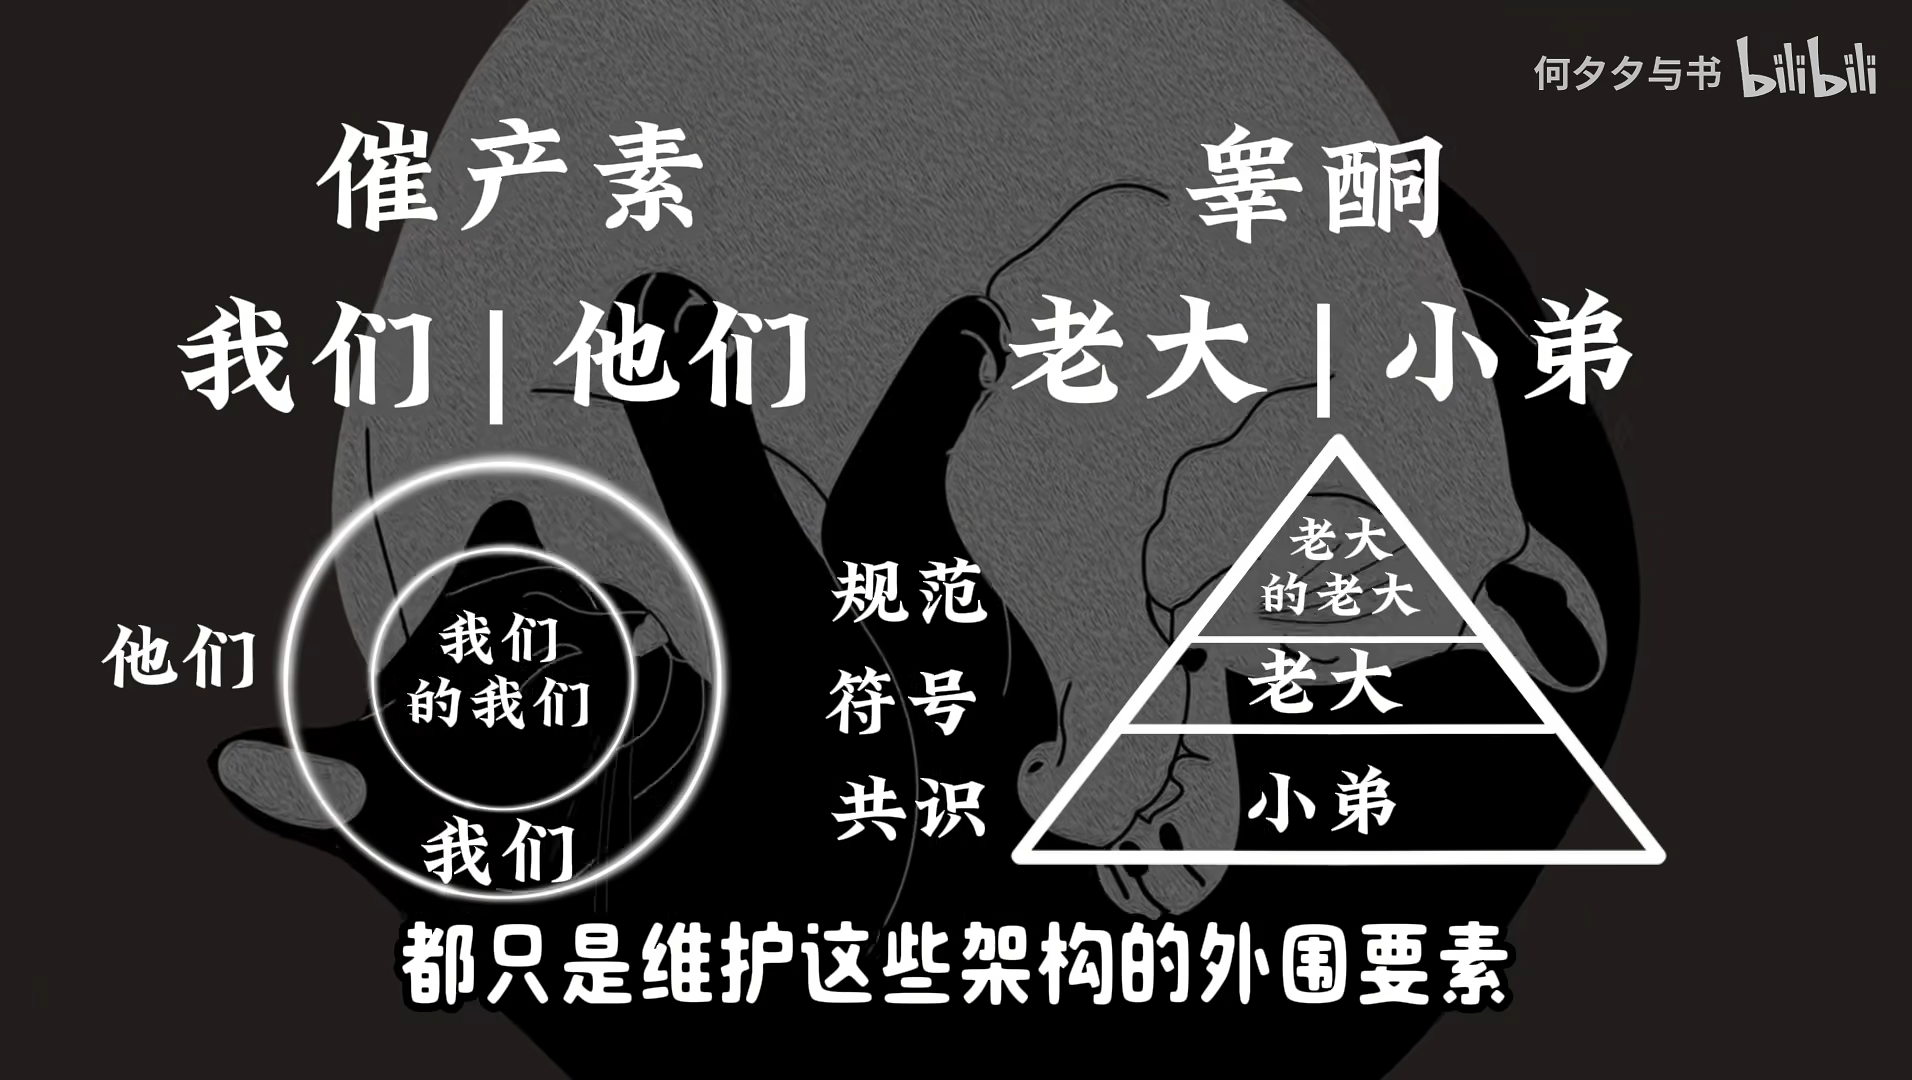 何夕夕与书 bilibili
催产素
睾酮
我们|他们
老大|小弟
他们
我们
的我们
我们
规范
符号
共识
老大
的老大
老大
小弟
都只是维护这些架构的外围要素